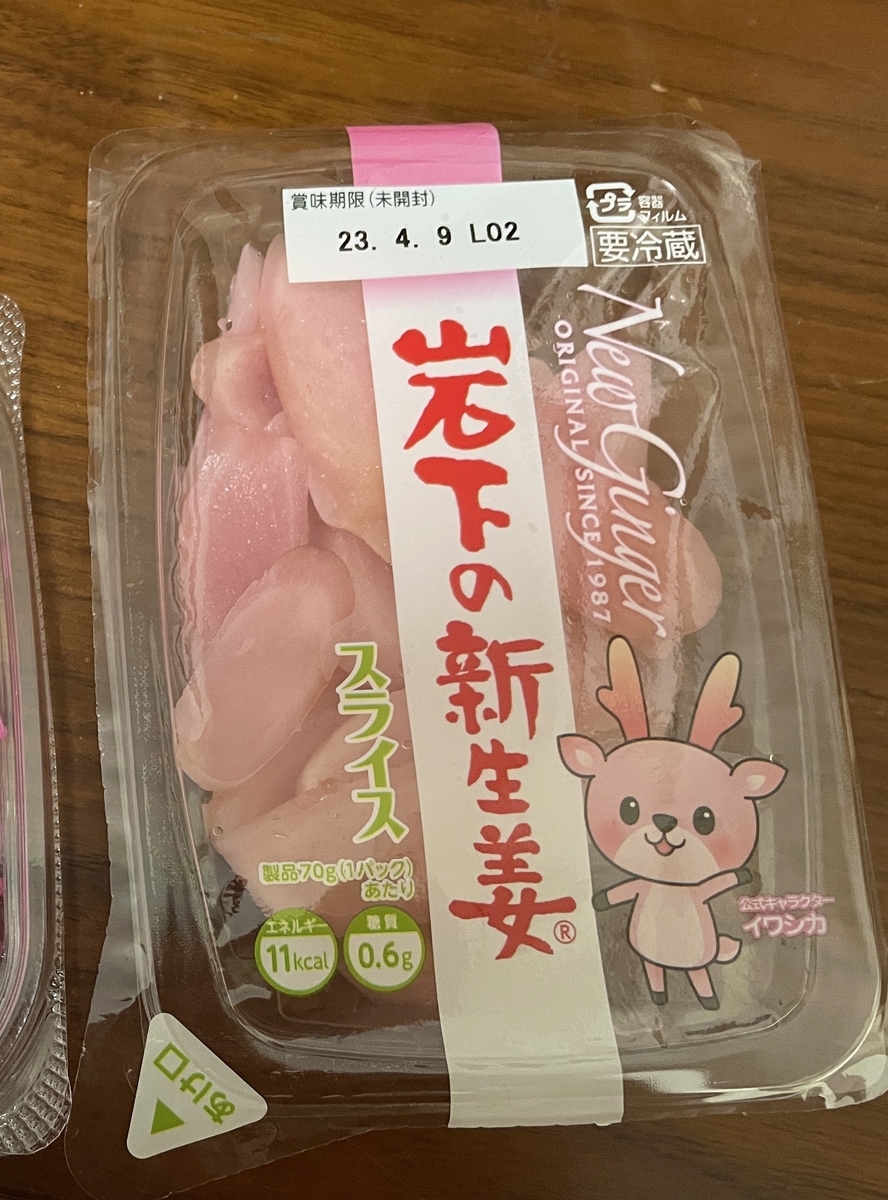 賞味期限(未開封)
23. 4. 9 L02
プラ
容器
フィルム
要冷蔵
New Ginger
ORIGINAL SINCE 1987
岩下の新生姜®
スライス
製品70g(1パック)
あたり
エネルギー
11kcal
糖質
0.6g
公式キャラクター
イワシカ
あけ口